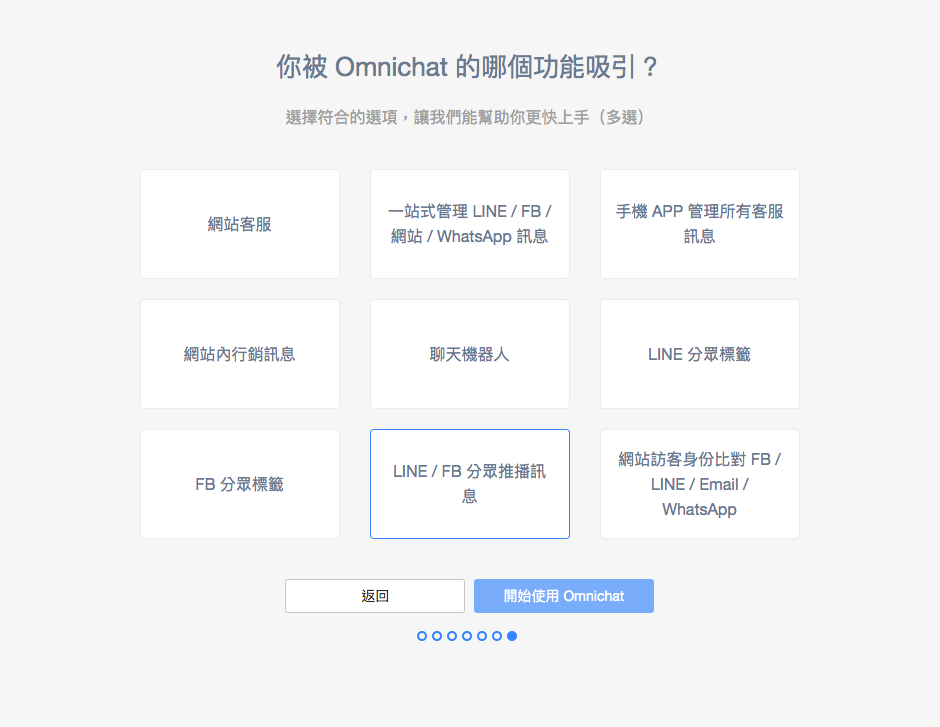 你被 Omnichat 的哪個功能吸引？
選擇符合的選項，讓我們能幫助你更快上手（多選）
網站客服
一站式管理 LINE / FB /
網站 / WhatsApp 訊息
手機 APP 管理所有客服
訊息
網站內行銷訊息
聊天機器人
LINE 分眾標籤
FB 分眾標籤
LINE / FB 分眾推播訊
息
網站訪客身份比對 FB /
LINE / Email /
WhatsApp
返回
開始使用 Omnichat